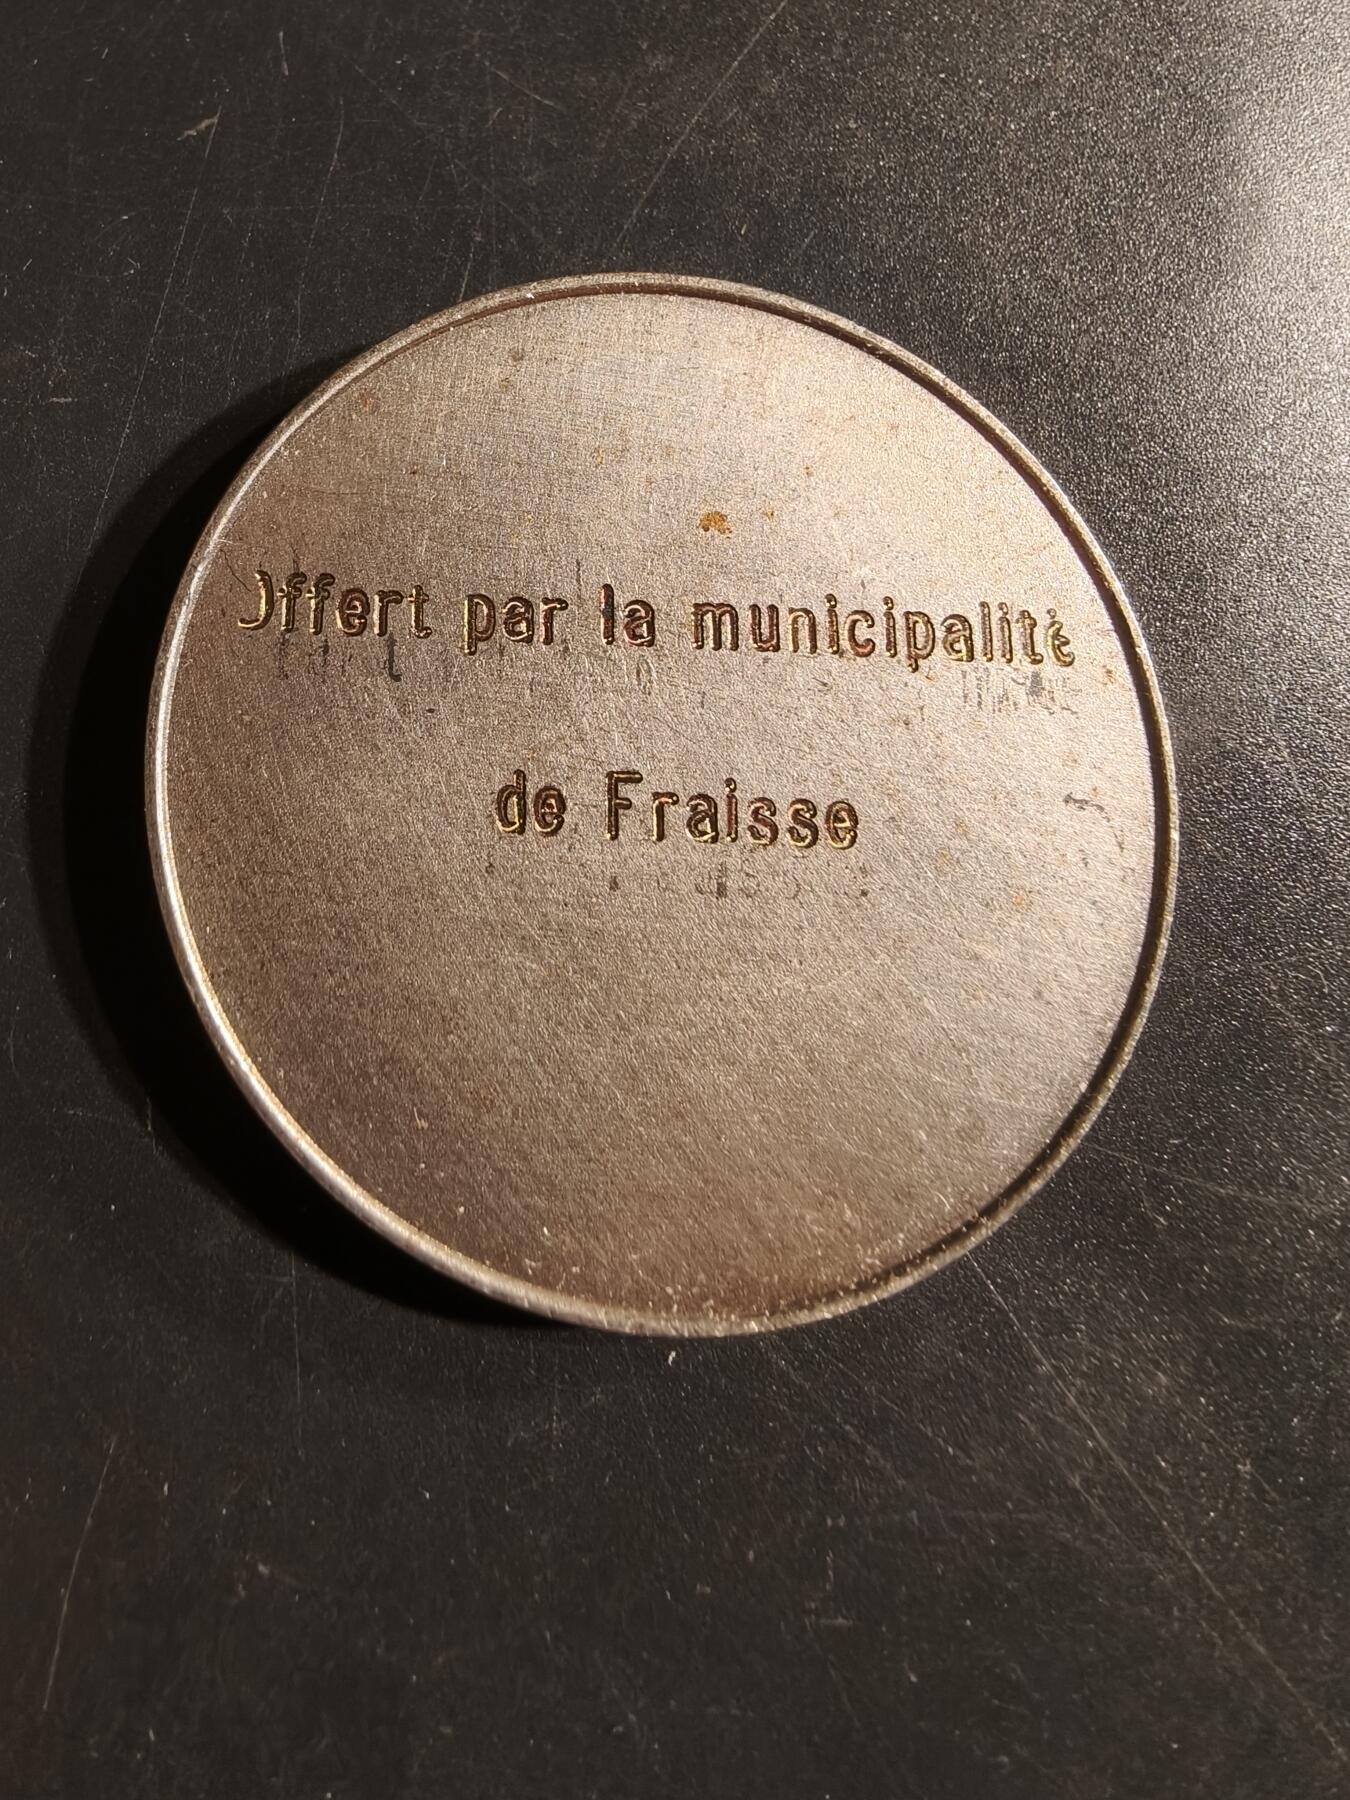 Offert par la municipalité
de Fraisse